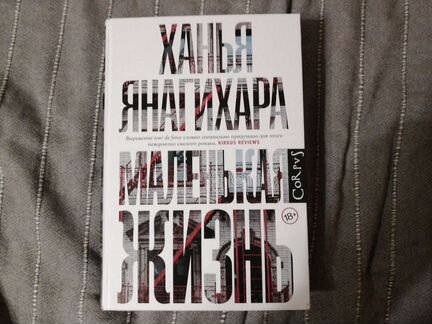 ХАНЬЯ
ЯНАГИХАРА
Выражение tour de force словно специально придумано для этого
невероятно смелого романа. KIRKUS REVIEWS
МАЛЕНЬКАЯ
CORPUS
18+
ЖИЗНЬ